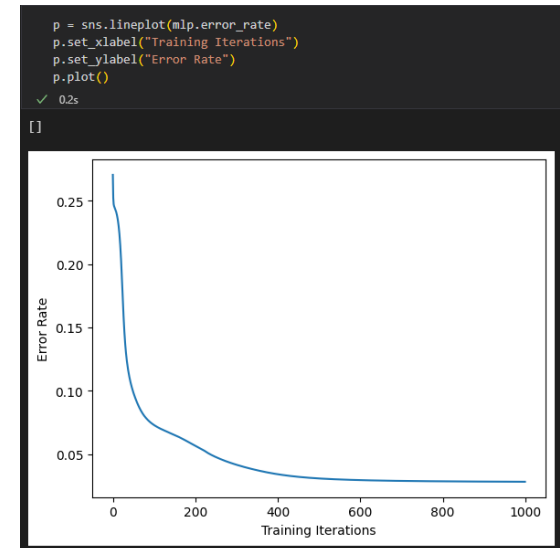 p = sns.lineplot(mlp.error_rate)
p.set_xlabel("Training Iterations")
p.set_ylabel("Error Rate")
p.plot()
✓ 0.2s
[]
0.25
0.20
0.15
0.10
0.05
Error Rate
0 200 400 600 800 1000
Training Iterations